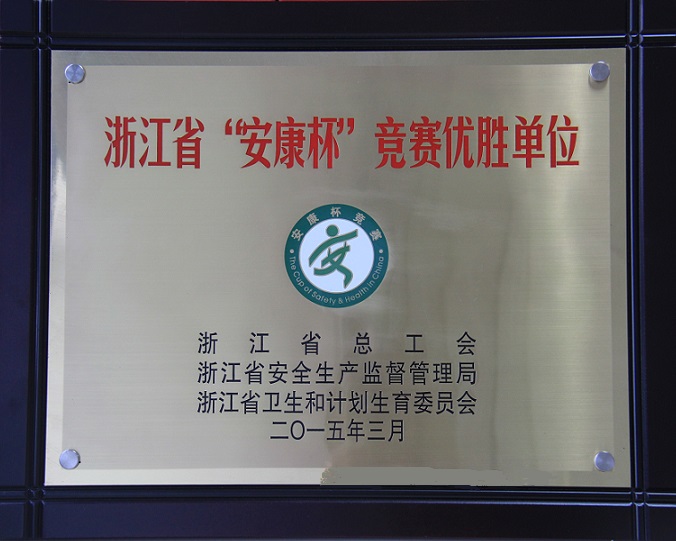 浙江省“安康杯”竞赛优胜单位
安康杯竞赛
The Cup of Safety & Health in China
浙江省总工会
浙江省安全生产监督管理局
浙江省卫生和计划生育委员会
二〇一五年三月